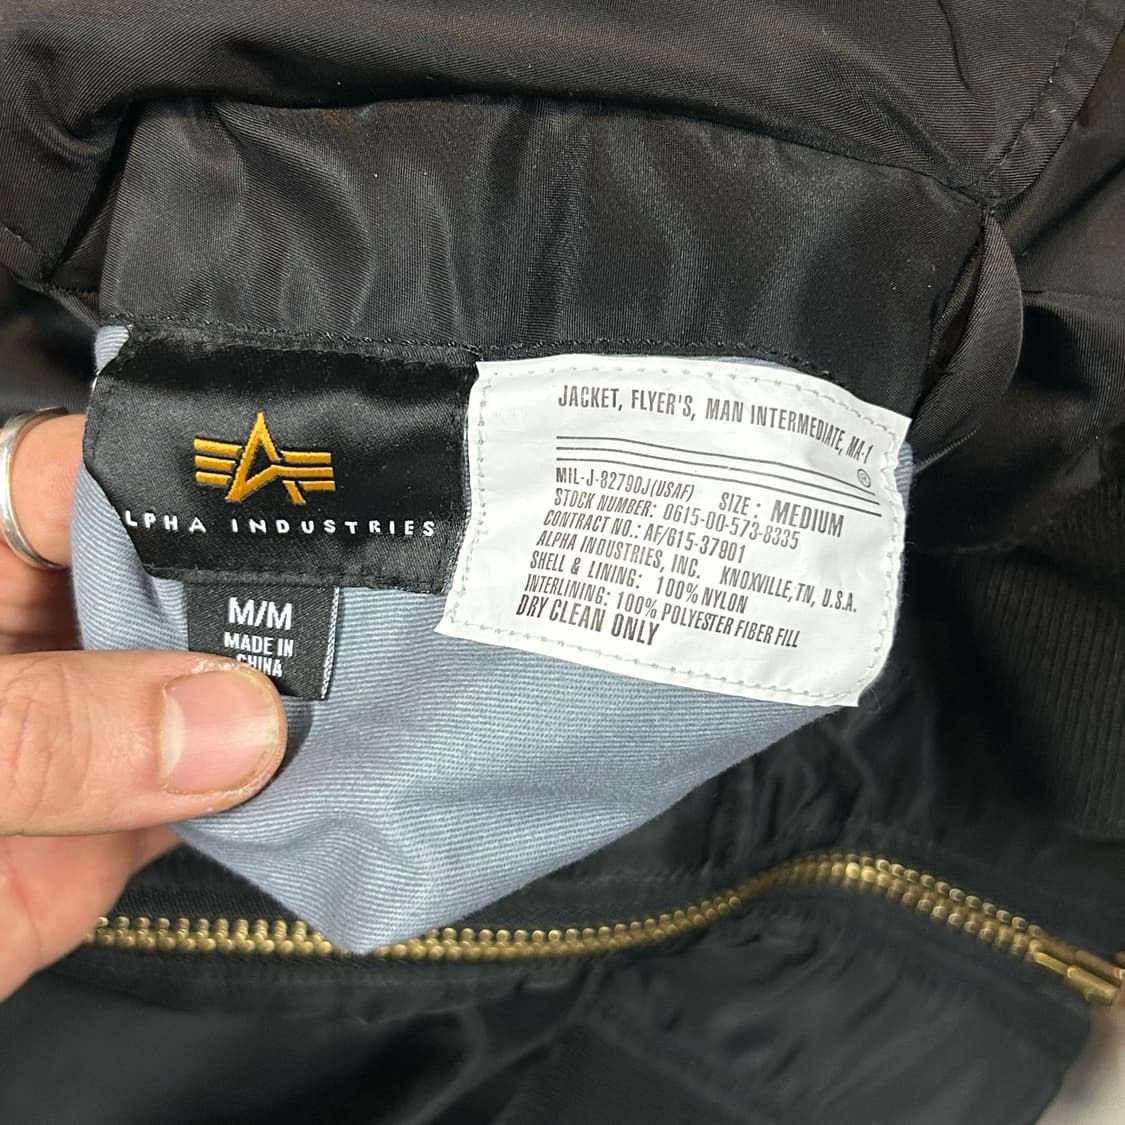 LPHA INDUSTRIES
M/M
MADE IN
CHINA
JACKET, FLYER'S, MAN INTERMEDIATE, MA-1
®
MIL-J-82790J(USAF) SIZE: MEDIUM
STOCK NUMBER: 0615-00-573-8335
CONTRACT NO.: AF/615-37901
ALPHA INDUSTRIES, INC. KNOXVILLE, TN, U.S.A.
SHELL & LINING: 100% NYLON
INTERLINING: 100% POLYESTER FIBER FILL
DRY CLEAN ONLY